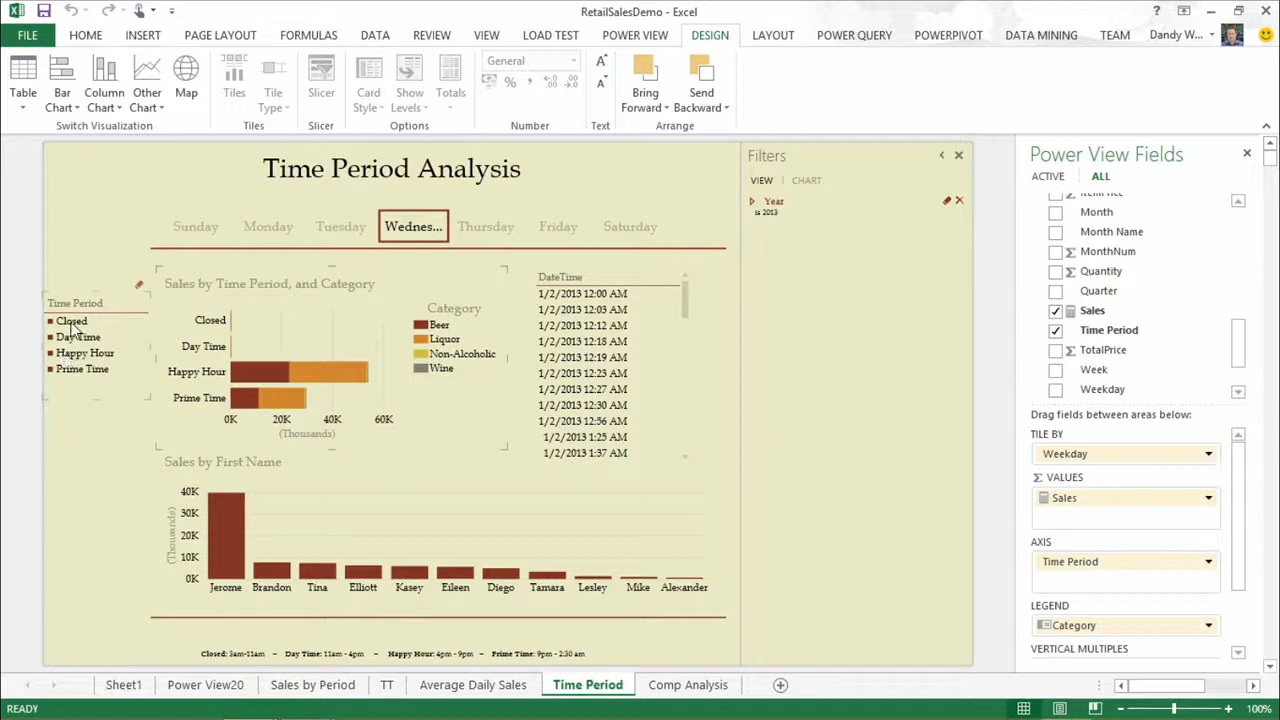 RetailSalesDemo - Excel
?
FILE HOME INSERT PAGE LAYOUT FORMULAS DATA REVIEW VIEW LOAD TEST POWER VIEW DESIGN LAYOUT POWER QUERY POWERPIVOT DATA MINING TEAM Dandy W...
Table Bar Chart Column Chart Other Chart Map Tiles Tile Type Slicer Card Style Show Levels Totals General Bring Forward Send Backward
% , .00 .0
A A
Switch Visualization Tiles Slicer Options Number Text Arrange
Time Period Analysis
Sunday Monday Tuesday Wednes... Thursday Friday Saturday
Time Period
Closed
Day Time
Happy Hour
Prime Time
Sales by Time Period, and Category
Closed
Day Time
Happy Hour
Prime Time
0K 20K 40K 60K
(Thousands)
Category
Beer
Liquor
Non-Alcoholic
Wine
DateTime
1/2/2013 12:00 AM
1/2/2013 12:03 AM
1/2/2013 12:12 AM
1/2/2013 12:18 AM
1/2/2013 12:19 AM
1/2/2013 12:23 AM
1/2/2013 12:27 AM
1/2/2013 12:30 AM
1/2/2013 12:56 AM
1/2/2013 1:25 AM
1/2/2013 1:37 AM
Sales by First Name
(Thousands)
40K
30K
20K
10K
0K
Jerome Brandon Tina Elliott Kasey Eileen Diego Tamara Lesley Mike Alexander
Closed: 3am-11am – Day Time: 11am - 4pm – Happy Hour: 4pm - 9pm – Prime Time: 9pm - 2:30 am
Filters
VIEW CHART
Year
is 2013
Power View Fields
ACTIVE ALL
Month
Month Name
MonthNum
Quantity
Quarter
Sales
Time Period
TotalPrice
Week
Weekday
Drag fields between areas below:
TILE BY
Weekday
Σ VALUES
Sales
AXIS
Time Period
LEGEND
Category
VERTICAL MULTIPLES
Sheet1 Power View20 Sales by Period TT Average Daily Sales Time Period Comp Analysis
READY 100%